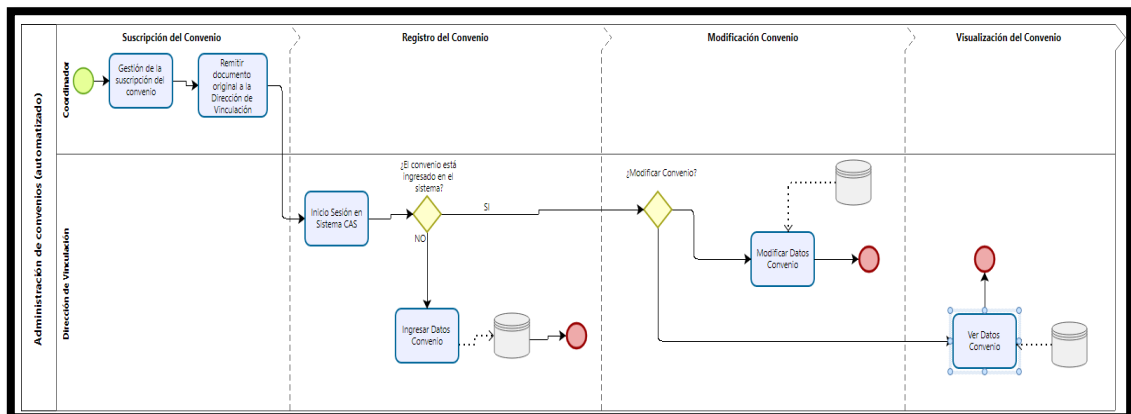 Administración de convenios (automatizado)
Suscripción del Convenio
Registro del Convenio
Modificación Convenio
Visualización del Convenio
Coordinador
Gestión de la
suscripción del
convenio
Remitir
documento
original a la
Dirección de
Vinculación
Dirección de Vinculación
Inicio Sesión en
Sistema CAS
¿El convenio está
ingresado en el
sistema?
SI
NO
Ingresar Datos
Convenio
¿Modificar Convenio?
Modificar Datos
Convenio
Ver Datos
Convenio